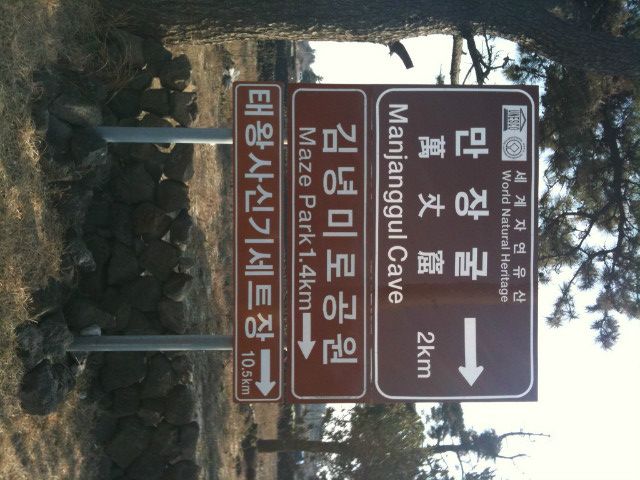 세계자연유산
World Natural Heritage
만장굴
萬丈窟 2km
Manjanggul Cave
김녕미로공원
Maze Park 1.4km
태왕사신기세트장 10.5km